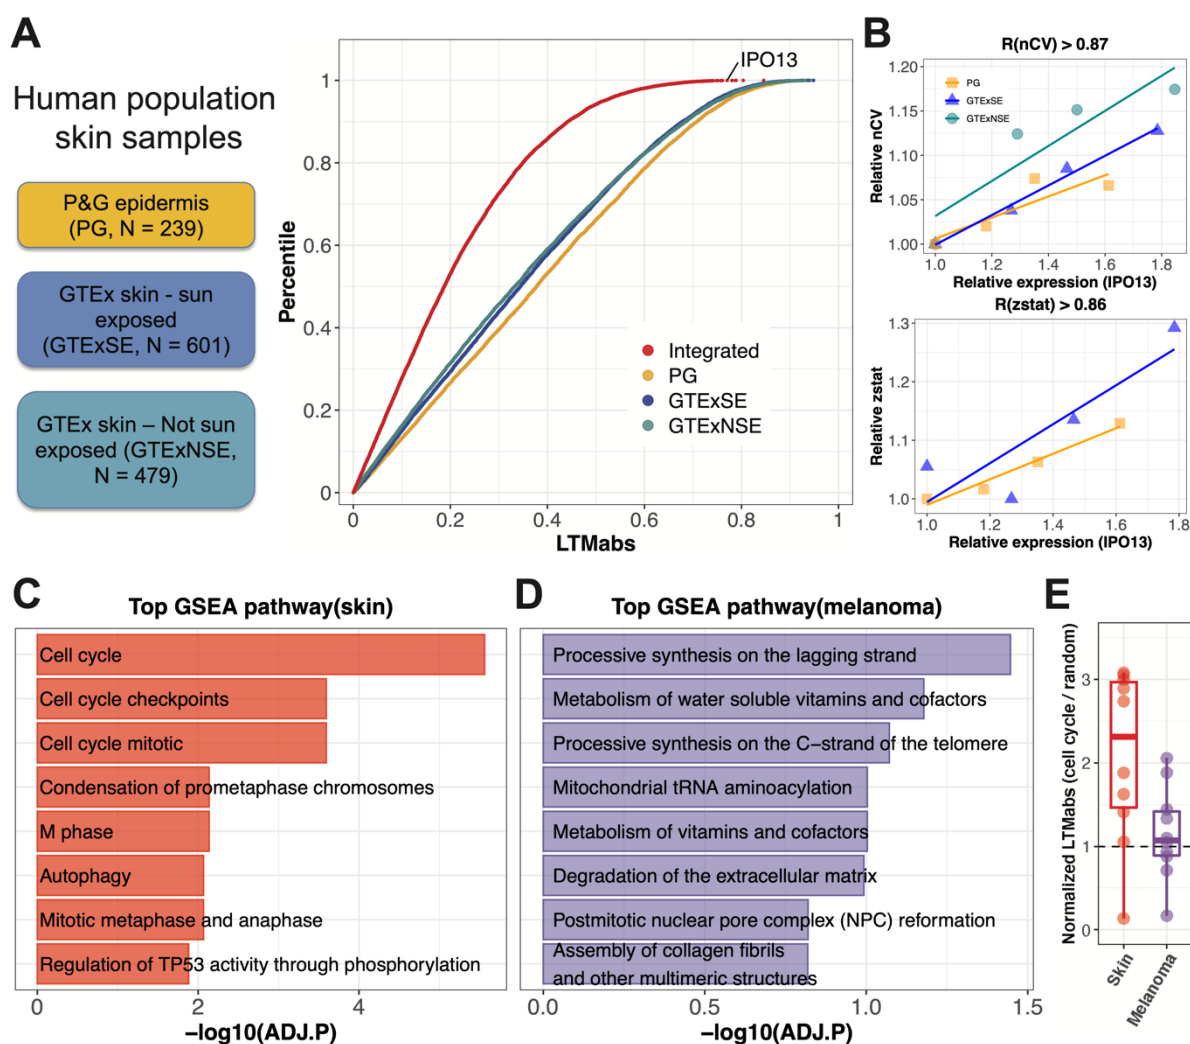 A
Human population
skin samples
P&G epidermis
(PG, N = 239)
GTEx skin - sun
exposed
(GTExSE, N = 601)
GTEx skin – Not sun
exposed (GTExNSE,
N = 479)
Percentile
1
0.8
0.6
0.4
0.2
0
IPO13
Integrated
PG
GTExSE
GTExNSE
0 0.2 0.4 0.6 0.8 1
LTMabs
B
R(nCV) > 0.87
Relative nCV
1.20
1.15
1.10
1.05
1.00
PG
GTExSE
GTExNSE
1.0 1.2 1.4 1.6 1.8
Relative expression (IPO13)
R(zstat) > 0.86
Relative zstat
1.3
1.2
1.1
1.0
1.0 1.2 1.4 1.6 1.8
Relative expression (IPO13)
C
Top GSEA pathway(skin)
Cell cycle
Cell cycle checkpoints
Cell cycle mitotic
Condensation of prometaphase chromosomes
M phase
Autophagy
Mitotic metaphase and anaphase
Regulation of TP53 activity through phosphorylation
0 2 4
−log10(ADJ.P)
D
Top GSEA pathway(melanoma)
Processive synthesis on the lagging strand
Metabolism of water soluble vitamins and cofactors
Processive synthesis on the C−strand of the telomere
Mitochondrial tRNA aminoacylation
Metabolism of vitamins and cofactors
Degradation of the extracellular matrix
Postmitotic nuclear pore complex (NPC) reformation
Assembly of collagen fibrils
and other multimeric structures
0.0 0.5 1.0 1.5
−log10(ADJ.P)
E
Normalized LTMabs (cell cycle / random)
3
2
1
0
Skin
Melanoma